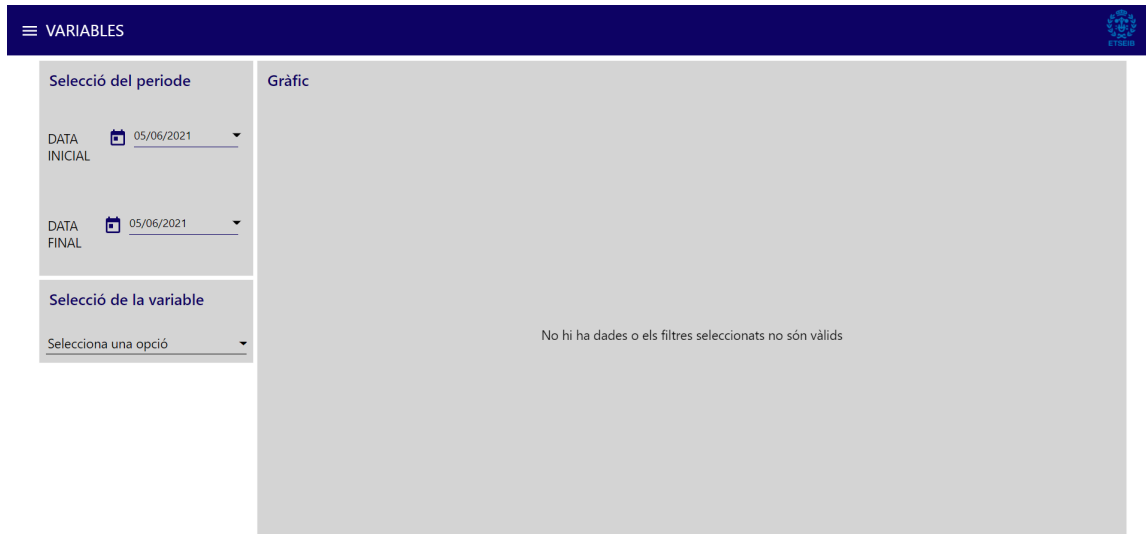 VARIABLES
ETSEIB
Selecció del periode
DATA
INICIAL
05/06/2021
DATA
FINAL
05/06/2021
Selecció de la variable
Selecciona una opció
Gràfic
No hi ha dades o els filtres seleccionats no són vàlids